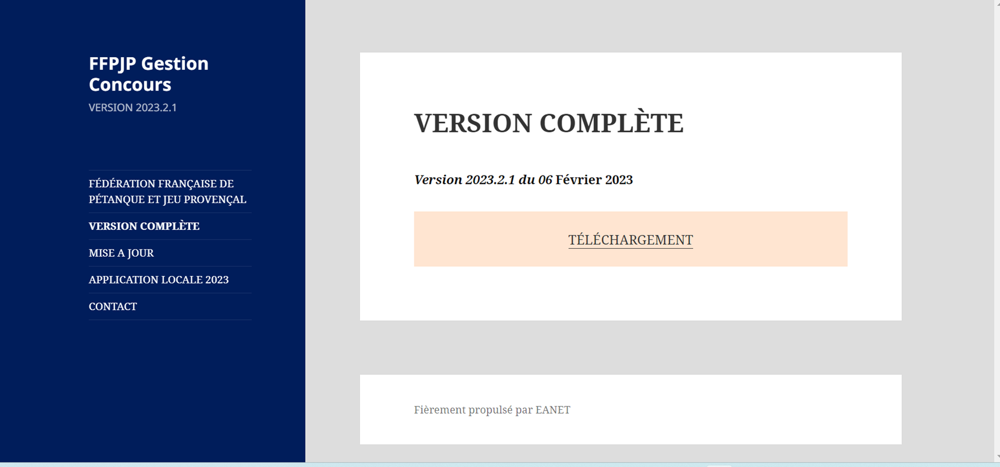 FFPJP Gestion
Concours
VERSION 2023.2.1
FÉDÉRATION FRANÇAISE DE
PÉTANQUE ET JEU PROVENÇAL
VERSION COMPLÈTE
MISE A JOUR
APPLICATION LOCALE 2023
CONTACT
VERSION COMPLÈTE
Version 2023.2.1 du 06 Février 2023
TÉLÉCHARGEMENT
Fièrement propulsé par EANET